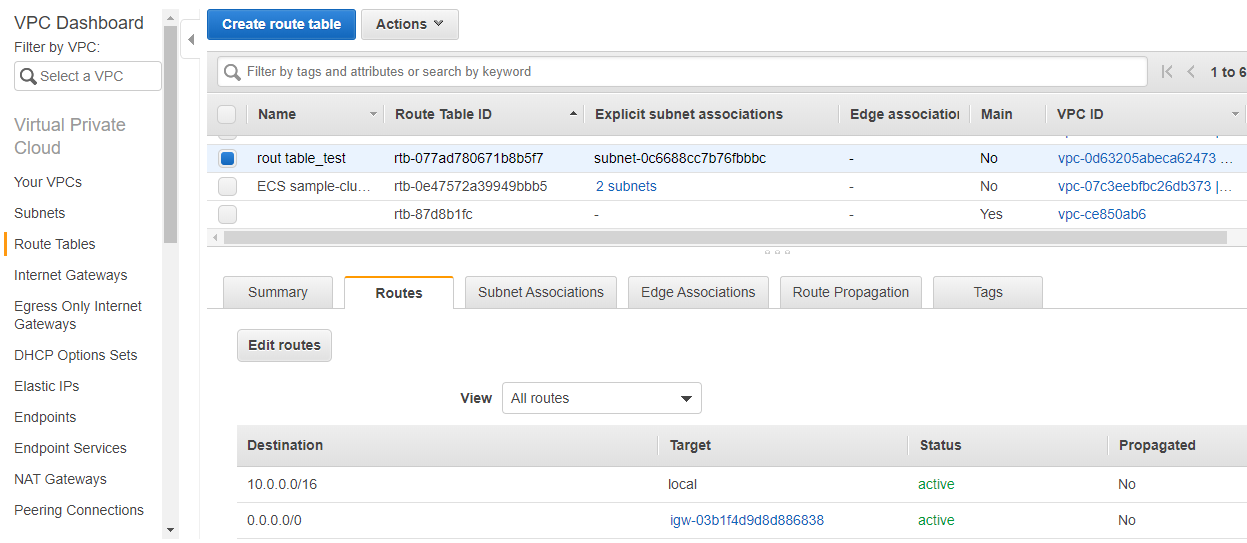 VPC Dashboard
Filter by VPC:
Select a VPC
Virtual Private
Cloud
Your VPCs
Subnets
Route Tables
Internet Gateways
Egress Only Internet
Gateways
DHCP Options Sets
Elastic IPs
Endpoints
Endpoint Services
NAT Gateways
Peering Connections
Create route table Actions
Filter by tags and attributes or search by keyword 1 to 6
Name Route Table ID Explicit subnet associations Edge association Main VPC ID
rout table_test rtb-077ad780671b8b5f7 subnet-0c6688cc7b76fbbbc - No vpc-0d63205abeca62473 ...
ECS sample-clu... rtb-0e47572a39949bbb5 2 subnets - No vpc-07c3eebfbc26db373 |...
rtb-87d8b1fc - - Yes vpc-ce850ab6
Summary Routes Subnet Associations Edge Associations Route Propagation Tags
Edit routes
View All routes
Destination Target Status Propagated
10.0.0.0/16 local active No
0.0.0.0/0 igw-03b1f4d9d8d886838 active No